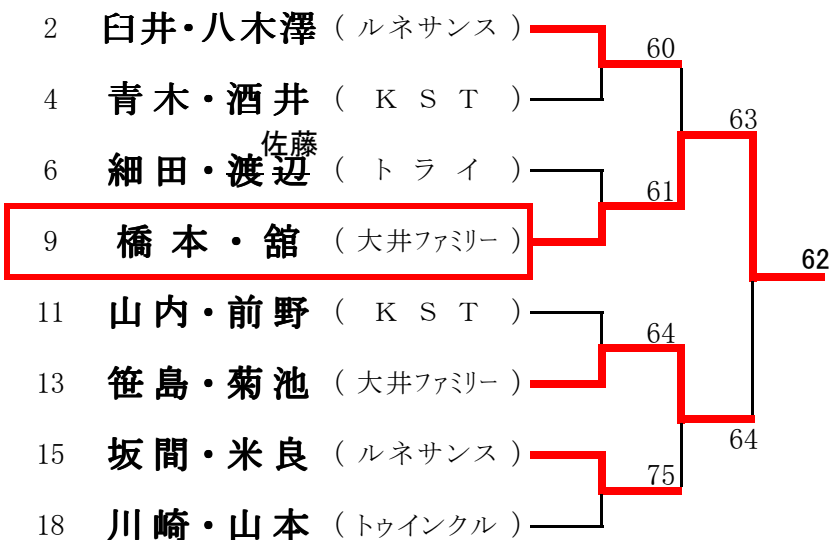 2 臼井・八木澤 ( ルネサンス )
60
4 青木・酒井 ( K S T )
63
佐藤
6 細田・渡辺 ( トライ )
61
9 橋本・舘 ( 大井ファミリー )
62
11 山内・前野 ( K S T )
64
13 笹島・菊池 ( 大井ファミリー )
64
15 坂間・米良 ( ルネサンス )
75
18 川崎・山本 ( トゥインクル )